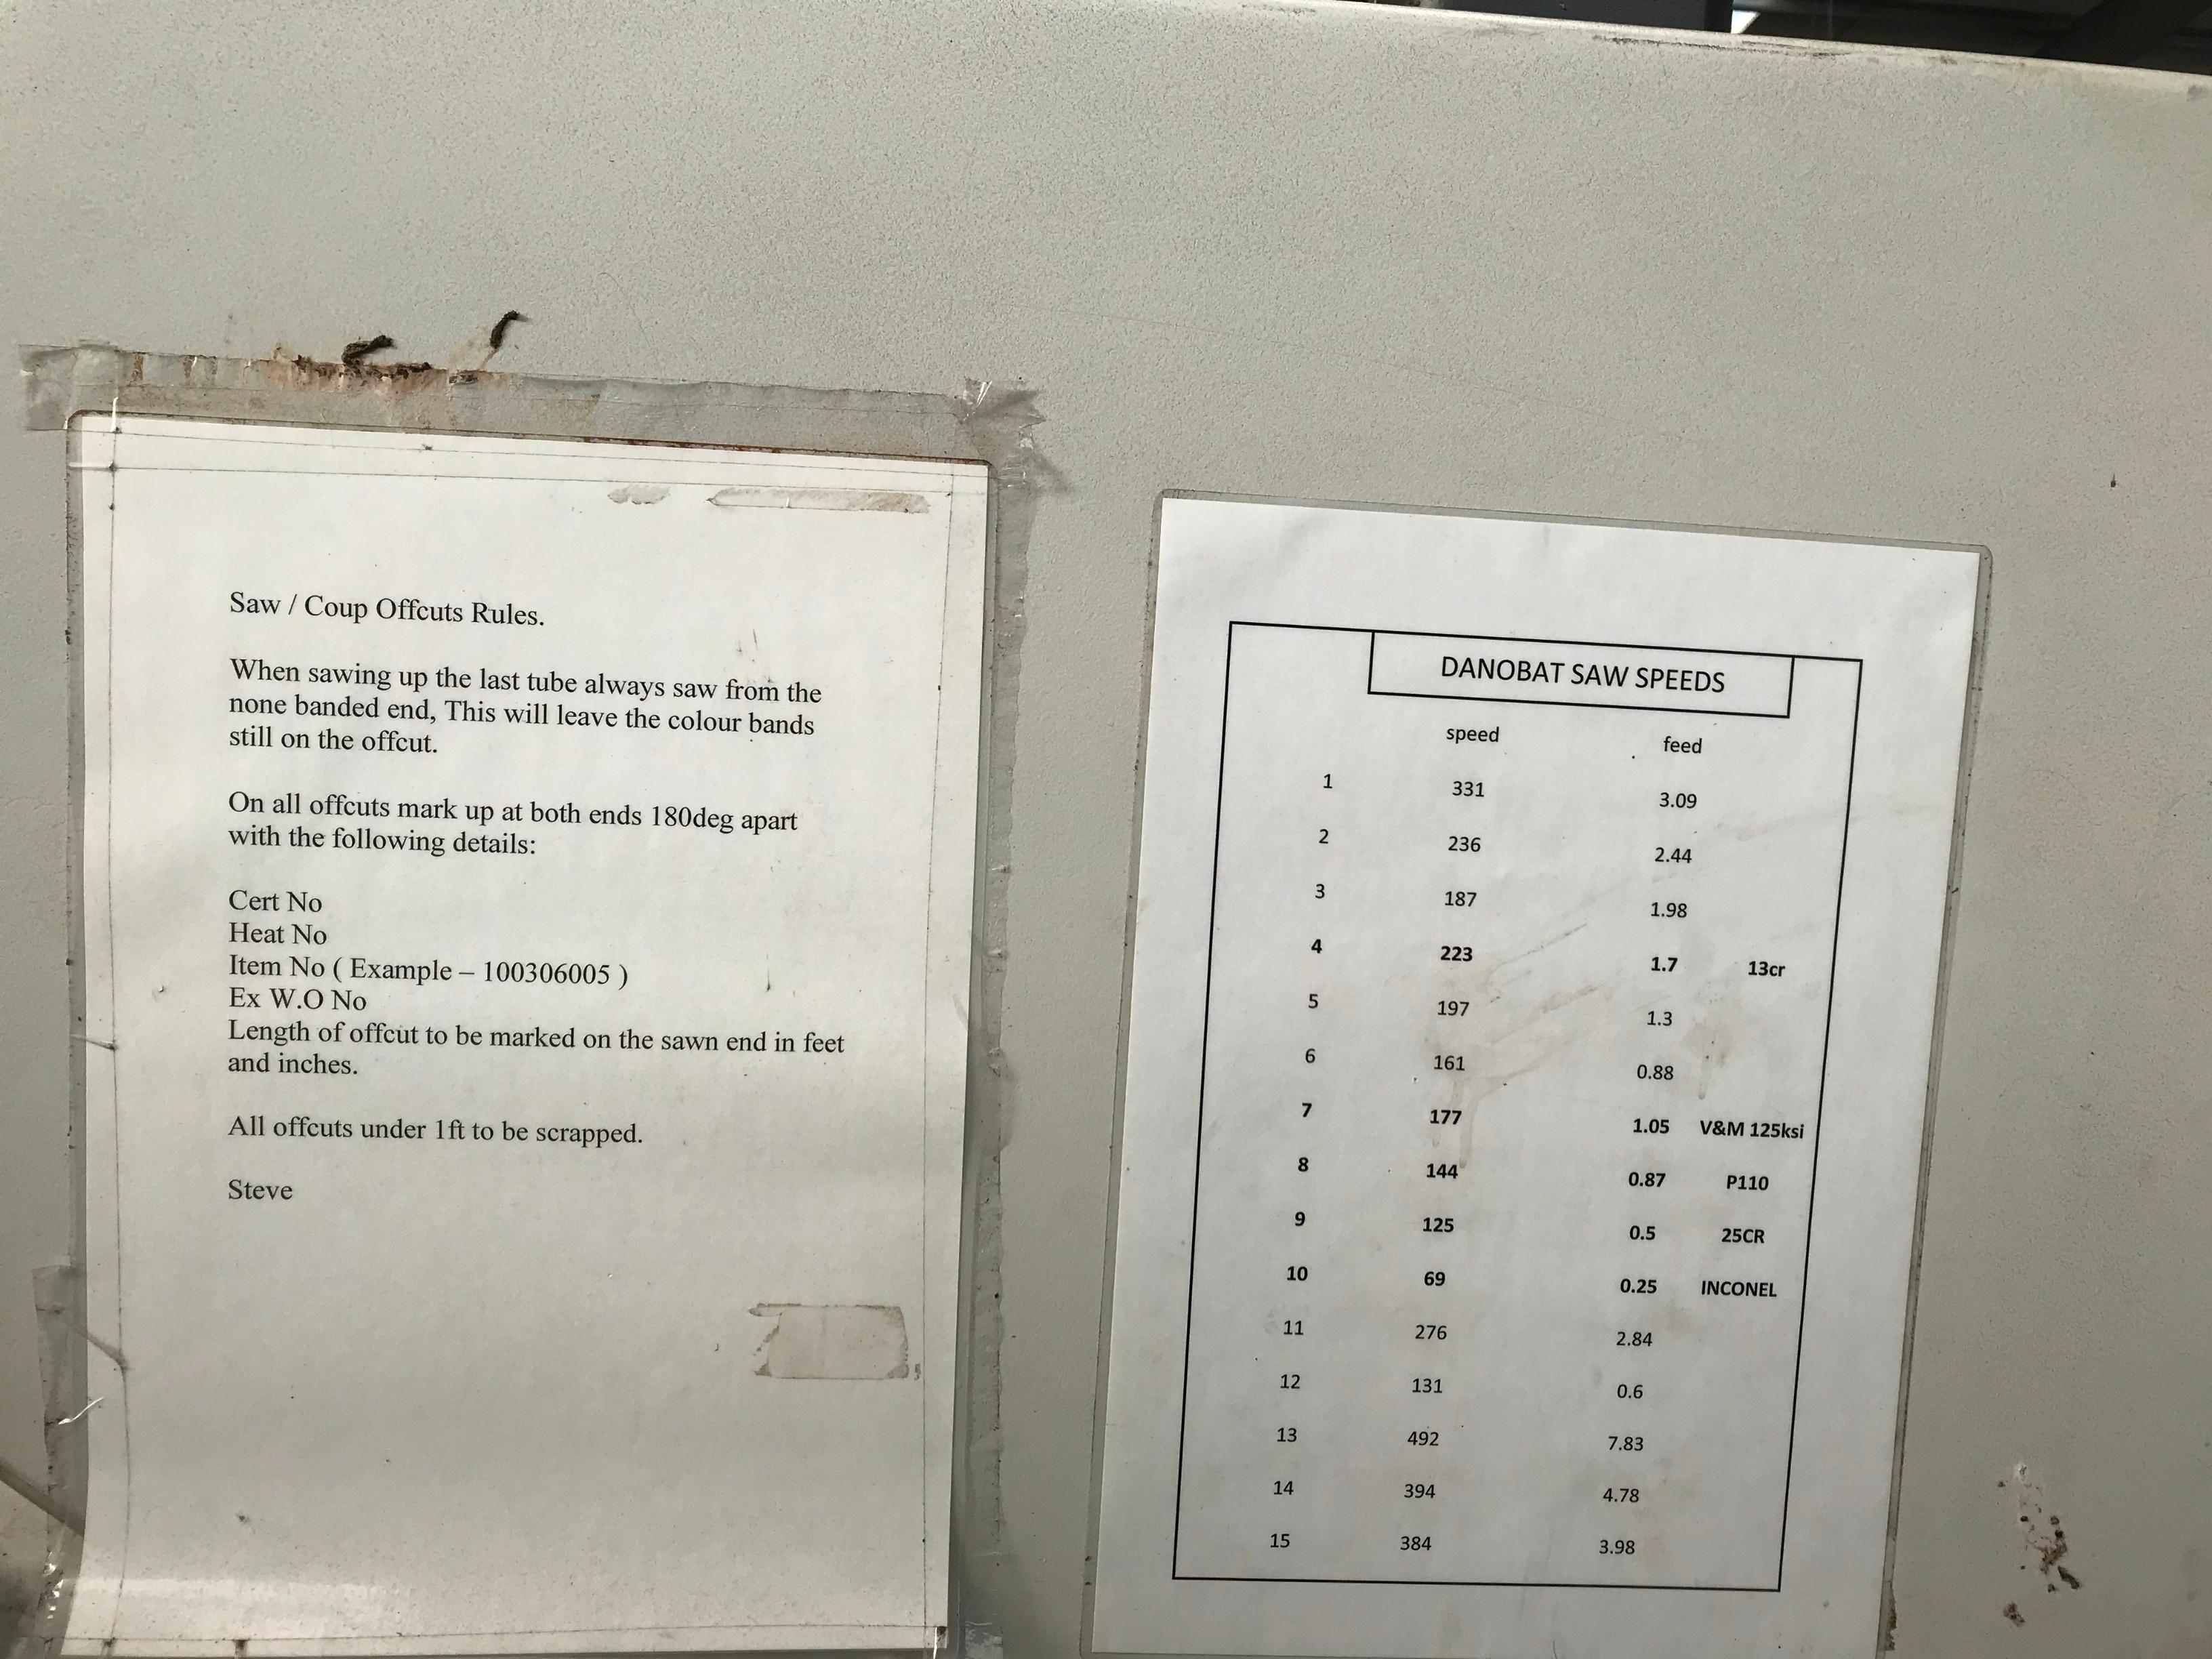 Saw / Coup Offcuts Rules.
When sawing up the last tube always saw from the
none banded end, This will leave the colour bands
still on the offcut.
On all offcuts mark up at both ends 180deg apart
with the following details:
Cert No
Heat No
Item No ( Example – 100306005 )
Ex W.O No
Length of offcut to be marked on the sawn end in feet
and inches.
All offcuts under 1ft to be scrapped.
Steve
DANOBAT SAW SPEEDS
speed feed
1 331 3.09
2 236 2.44
3 187 1.98
4 223 1.7 13cr
5 197 1.3
6 161 0.88
7 177 1.05 V&M 125ksi
8 144 0.87 P110
9 125 0.5 25CR
10 69 0.25 INCONEL
11 276 2.84
12 131 0.6
13 492 7.83
14 394 4.78
15 384 3.98